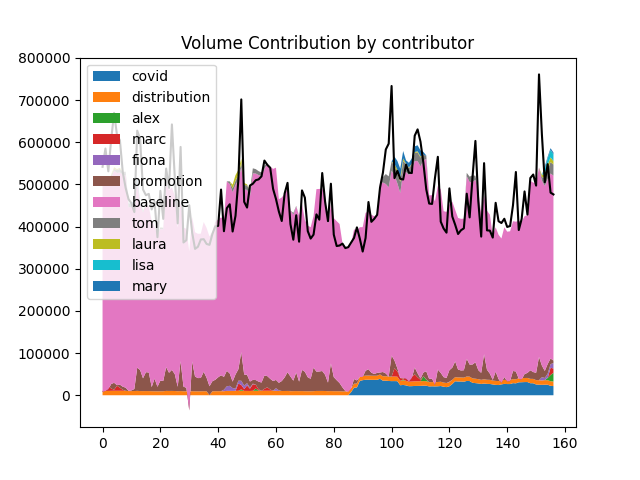 Volume Contribution by contributor
800000
700000
600000
500000
400000
300000
200000
100000
0
covid
distribution
alex
marc
fiona
promotion
baseline
tom
laura
lisa
mary
0 20 40 60 80 100 120 140 160